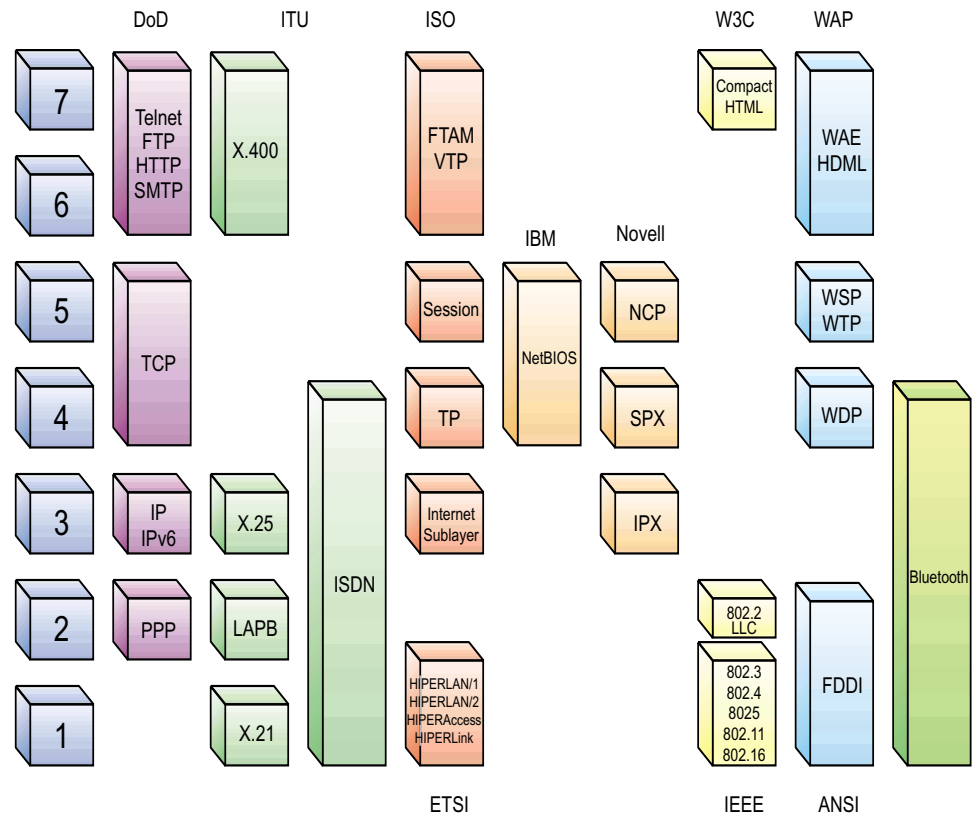 DoD
ITU
ISO
W3C
WAP
7
Telnet
FTP
HTTP
SMTP
X.400
FTAM
VTP
Compact
HTML
WAE
HDML
6
IBM
Novell
5
TCP
Session
NetBIOS
NCP
WSP
WTP
4
TP
SPX
WDP
3
IP
IPv6
X.25
ISDN
Internet
Sublayer
IPX
Bluetooth
2
PPP
LAPB
802.2
LLC
1
X.21
HIPERLAN/1
HIPERLAN/2
HIPERAccess
HIPERLink
802.3
802.4
8025
802.11
802.16
FDDI
ETSI
IEEE
ANSI